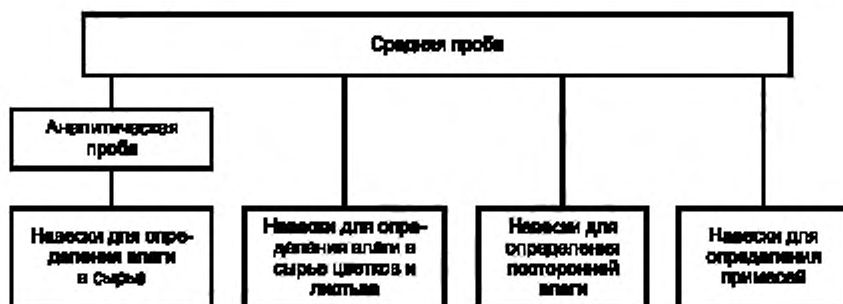 Средняя проба
Аналитическая
проба
Навески для опре-
деления влаги
в сырье
Навески для опре-
деления влаги в
сырье цветков и
листьев
Навески для
определения
посторонней
влаги
Навески для
определения
примесей